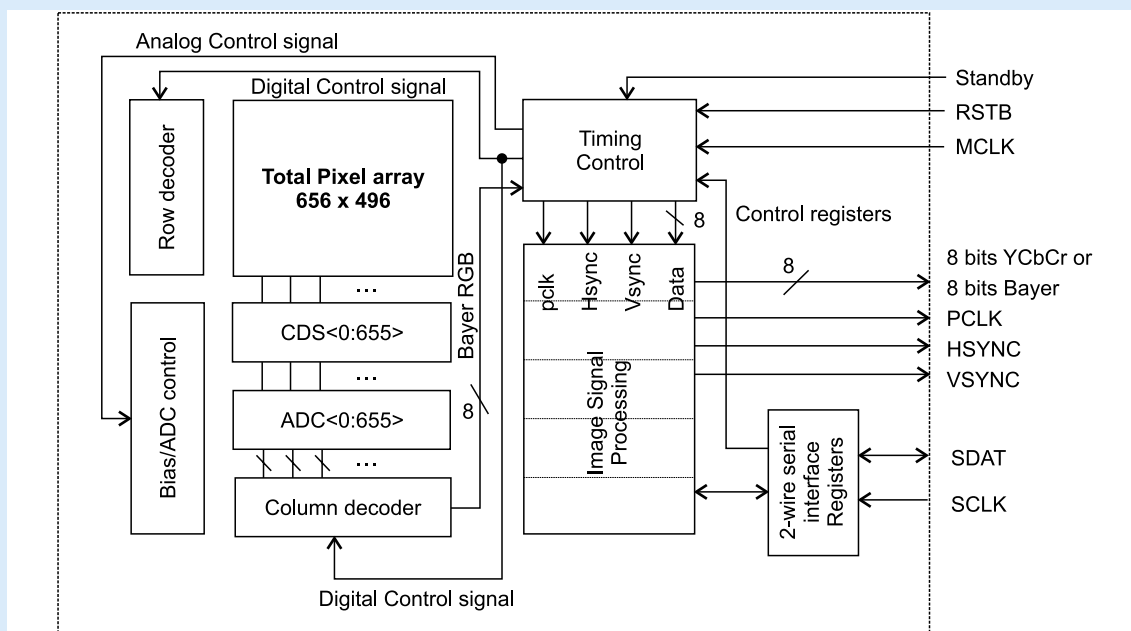 Analog Control signal
Digital Control signal
Row decoder
Total Pixel array
656 x 496
Timing
Control
Standby
RSTB
MCLK
8
Control registers
pclk
Hsync
Vsync
Data
8
8 bits YCbCr or
8 bits Bayer
PCLK
HSYNC
VSYNC
...
CDS<0:655>
...
Bayer RGB
8
Bias/ADC control
ADC<0:655>
...
Column decoder
Image Signal
Processing
2-wire serial
interface
Registers
SDAT
SCLK
Digital Control signal